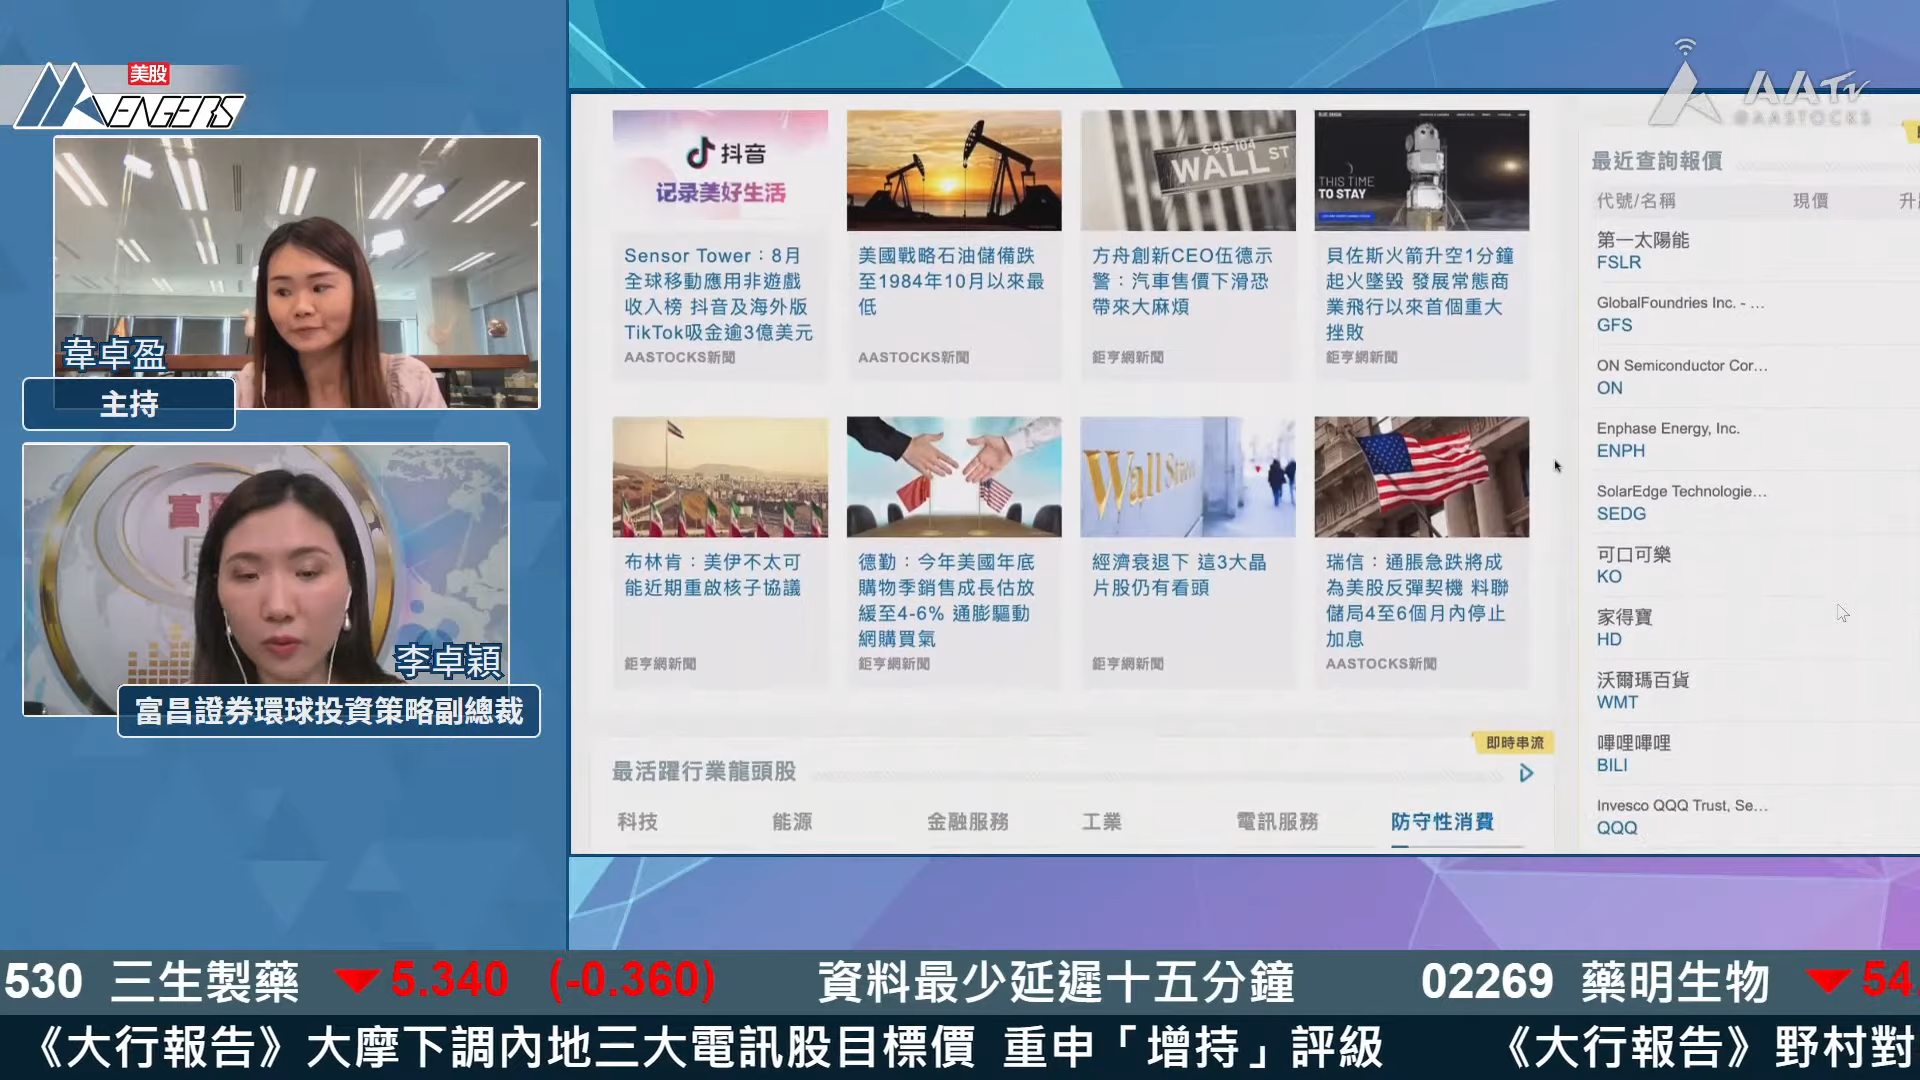 美股
AVENGERS
韋卓盈
主持
李卓穎
富昌證券環球投資策略副總裁
AATV
@AASTOCKS
抖音
记录美好生活
←95-104
WALL ST
THIS TIME
TO STAY
Sensor Tower：8月
全球移動應用非遊戲
收入榜 抖音及海外版
TikTok吸金逾3億美元
AASTOCKS新聞
美國戰略石油儲備跌
至1984年10月以來最
低
AASTOCKS新聞
方舟創新CEO伍德示
警：汽車售價下滑恐
帶來大麻煩
鉅亨網新聞
貝佐斯火箭升空1分鐘
起火墜毀 發展常態商
業飛行以來首個重大
挫敗
鉅亨網新聞
Wall Street
布林肯：美伊不太可
能近期重啟核子協議
鉅亨網新聞
德勤：今年美國年底
購物季銷售成長估放
緩至4-6% 通膨驅動
網購買氣
鉅亨網新聞
經濟衰退下 這3大晶
片股仍有看頭
鉅亨網新聞
瑞信：通脹急跌將成
為美股反彈契機 料聯
儲局4至6個月內停止
加息
AASTOCKS新聞
即時串流
最活躍行業龍頭股
科技
能源
金融服務
工業
電訊服務
防守性消費
最近查詢報價
代號/名稱
現價
升
第一太陽能
FSLR
GlobalFoundries Inc. - ...
GFS
ON Semiconductor Cor...
ON
Enphase Energy, Inc.
ENPH
SolarEdge Technologie...
SEDG
可口可樂
KO
家得寶
HD
沃爾瑪百貨
WMT
嗶哩嗶哩
BILI
Invesco QQQ Trust, Se...
QQQ
530 三生製藥 ▼5.340 (-0.360) 資料最少延遲十五分鐘 02269 藥明生物 ▼54
《大行報告》大摩下調內地三大電訊股目標價 重申「增持」評級 《大行報告》野村對